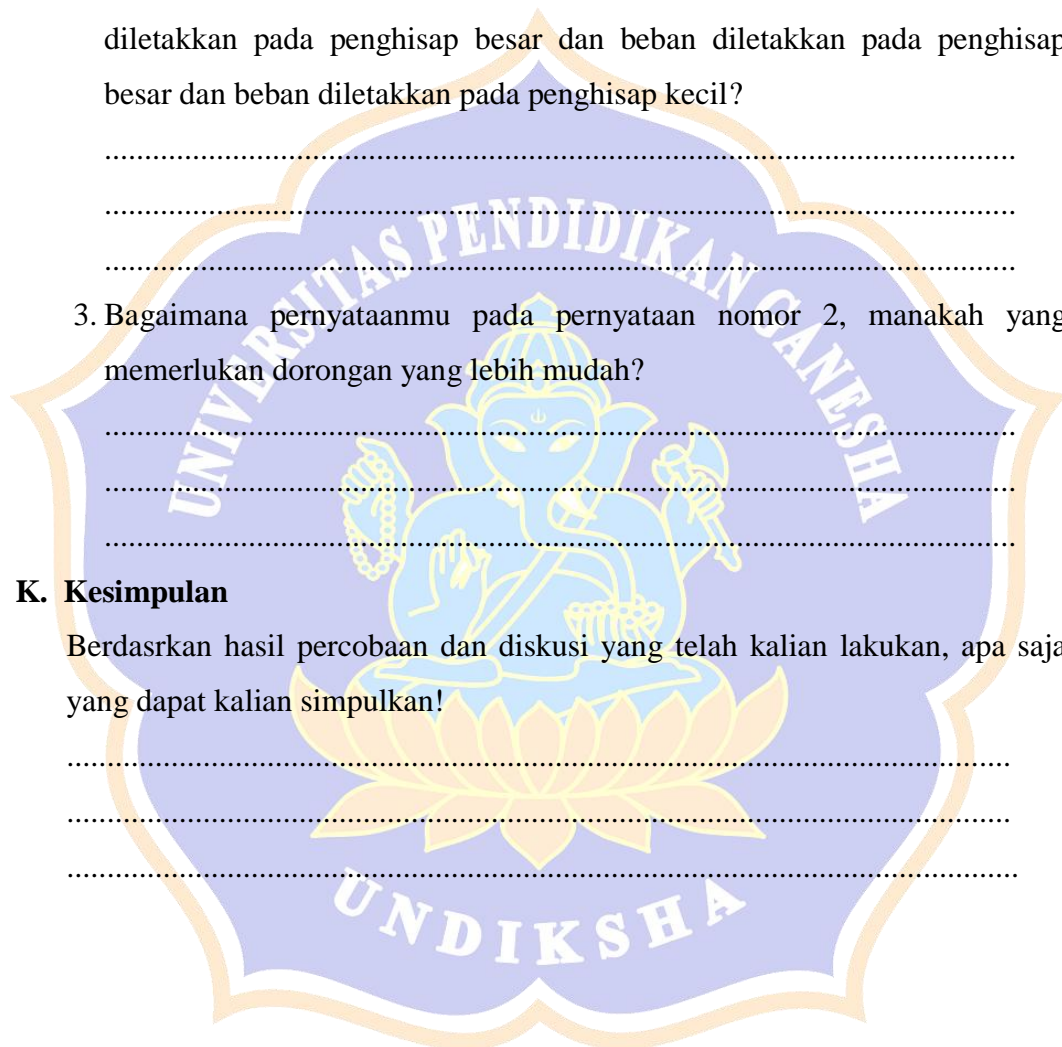 diletakkan pada penghisap besar dan beban diletakkan pada penghisap
besar dan beban diletakkan pada penghisap kecil?
...................................................................................................................
...................................................................................................................
...................................................................................................................
UNIVERSITAS PENDIDIKAN GANESHA
3. Bagaimana pernyataanmu pada pernyataan nomor 2, manakah yang
memerlukan dorongan yang lebih mudah?
...................................................................................................................
...................................................................................................................
...................................................................................................................
K. Kesimpulan
Berdasrkan hasil percobaan dan diskusi yang telah kalian lakukan, apa saja
yang dapat kalian simpulkan!
.......................................................................................................................
.......................................................................................................................
........................................................................................................................
UNDIKSHA